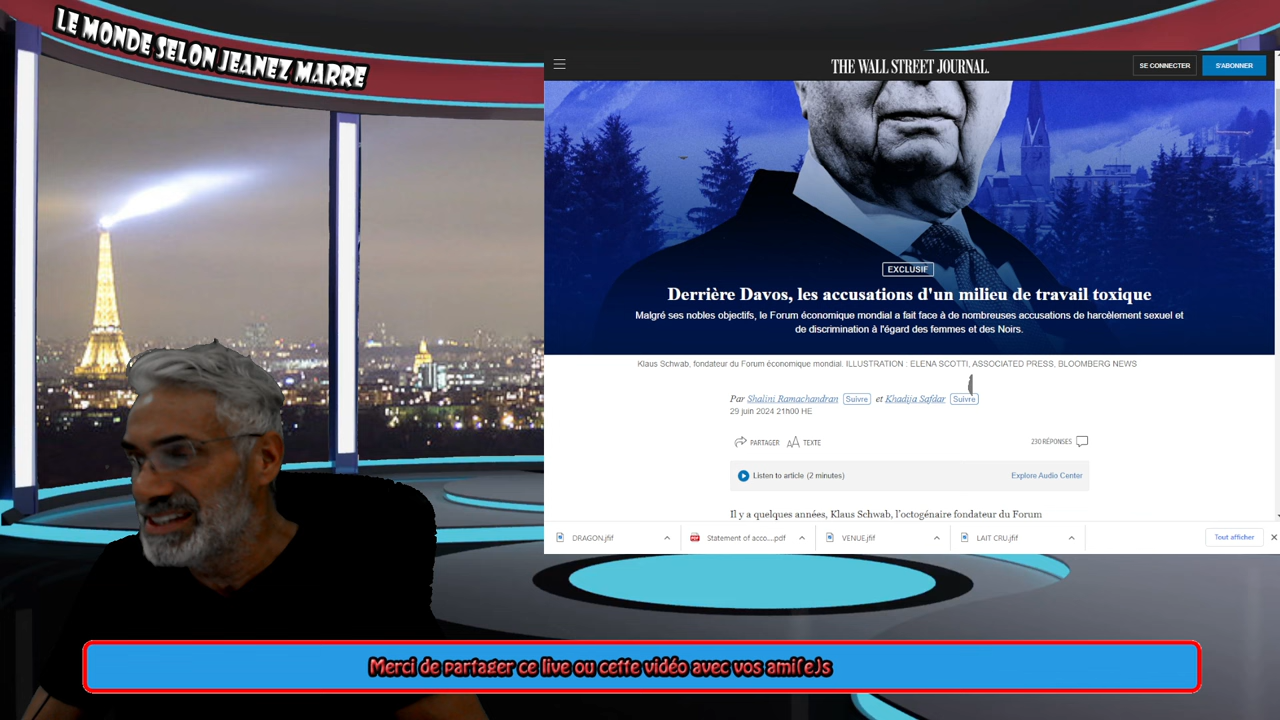 LE MONDE SELON JEANEZ MARRE
THE WALL STREET JOURNAL.
SE CONNECTER
S'ABONNER
EXCLUSIF
Derrière Davos, les accusations d'un milieu de travail toxique
Malgré ses nobles objectifs, le Forum économique mondial a fait face à de nombreuses accusations de harcèlement sexuel et
de discrimination à l'égard des femmes et des Noirs.
Klaus Schwab, fondateur du Forum économique mondial. ILLUSTRATION : ELENA SCOTTI, ASSOCIATED PRESS, BLOOMBERG NEWS
Par Shalini Ramachandran Suivre et Khadija Safdar Suivre
29 juin 2024 21h00 HE
PARTAGER AA TEXTE
230 RÉPONSES
Listen to article (2 minutes)
Explore Audio Center
Il y a quelques années, Klaus Schwab, l'octogénaire fondateur du Forum
DRAGON.jfif
Statement of acco....pdf
VENUE.jfif
LAIT CRU.jfif
Tout afficher
Merci de partager ce live ou cette vidéo avec vos ami(e)s